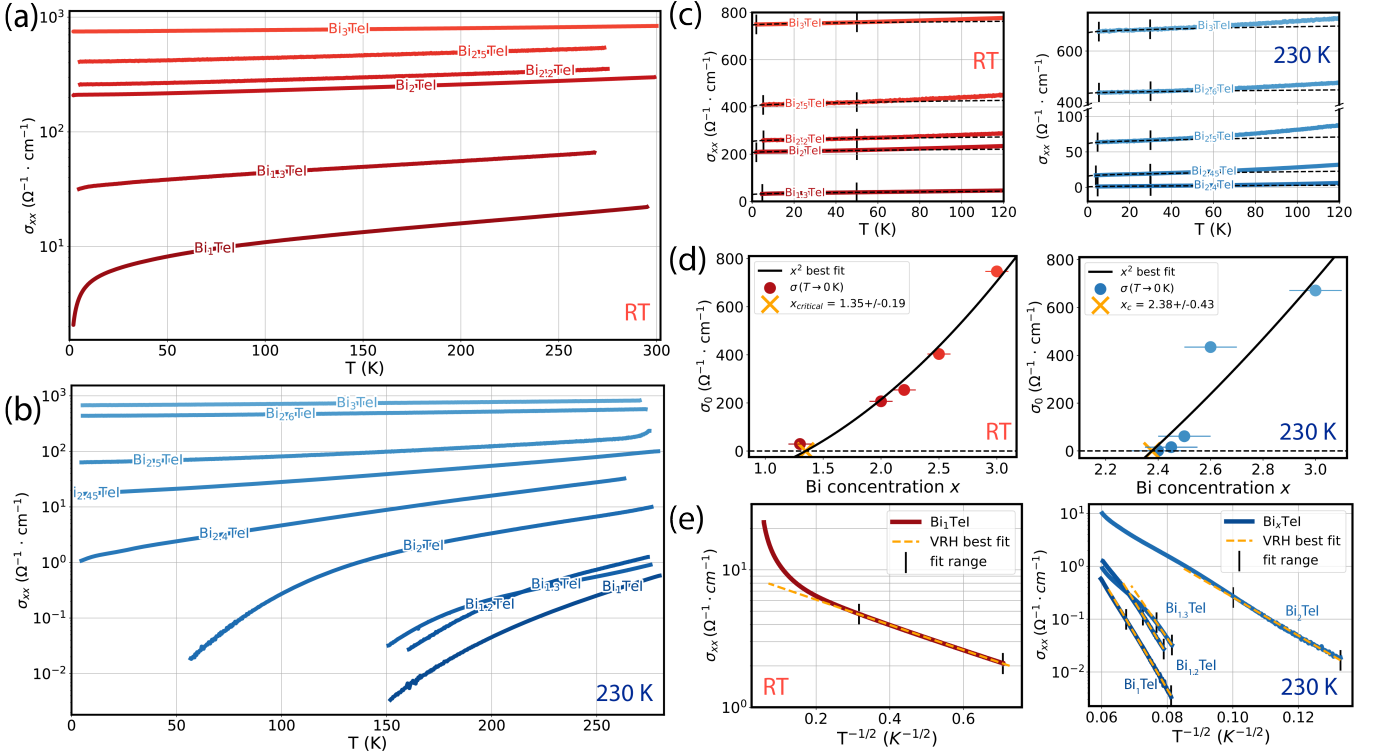 (a)
10³
10²
10¹
σxx (Ω⁻¹ · cm⁻¹)
Bi₃TeI
Bi₂.₅TeI
Bi₂.₂TeI
Bi₂TeI
Bi₁.₃TeI
Bi₁TeI
RT
0 50 100 150 200 250 300
T (K)
(b)
10³
10²
10¹
10⁰
10⁻¹
10⁻²
σxx (Ω⁻¹ · cm⁻¹)
Bi₃TeI
Bi₂.₆TeI
Bi₂.₅TeI
i₂.₄₅TeI
Bi₂.₄TeI
Bi₂TeI
Bi₁.₃TeI
Bi₁.₂TeI
Bi₁TeI
230 K
0 50 100 150 200 250
T (K)
(c)
800
600
400
200
0
σxx (Ω⁻¹ · cm⁻¹)
Bi₃TeI
RT
Bi₂.₅TeI
Bi₂.₂TeI
Bi₂TeI
Bi₁.₃TeI
0 20 40 60 80 100 120
T (K)
600
400
100
50
0
σxx (Ω⁻¹ · cm⁻¹)
Bi₃TeI
230 K
Bi₂.₆TeI
Bi₂.₅TeI
Bi₂.₄₅TeI
Bi₂.₄TeI
0 20 40 60 80 100 120
T (K)
(d)
800
600
400
200
0
σ₀ (Ω⁻¹ · cm⁻¹)
x² best fit
σ(T→0 K)
xcritical = 1.35+/-0.19
RT
1.0 1.5 2.0 2.5 3.0
Bi concentration x
800
600
400
200
0
σ₀ (Ω⁻¹ · cm⁻¹)
x² best fit
σ(T→0 K)
xc = 2.38+/-0.43
230 K
2.2 2.4 2.6 2.8 3.0
Bi concentration x
(e)
10¹
10⁰
σxx (Ω⁻¹ · cm⁻¹)
Bi₁TeI
VRH best fit
fit range
RT
0.2 0.4 0.6
T⁻¹/² (K⁻¹/²)
10¹
10⁰
10⁻¹
10⁻²
σxx (Ω⁻¹ · cm⁻¹)
BiₓTeI
VRH best fit
fit range
Bi₁.₃TeI
Bi₂TeI
Bi₁.₂TeI
Bi₁TeI
230 K
0.06 0.08 0.10 0.12
T⁻¹/² (K⁻¹/²)